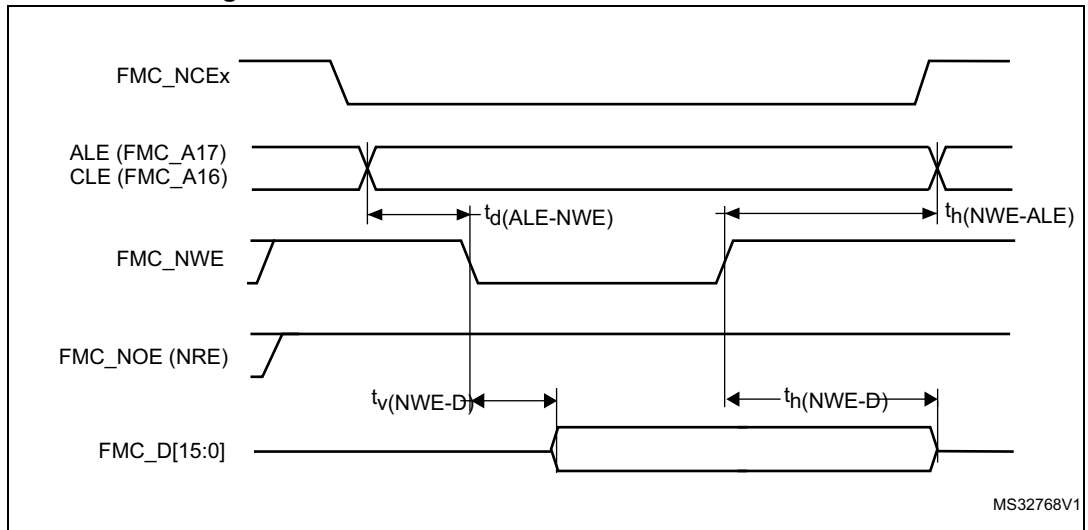 FMC_NCEx
ALE (FMC_A17)
CLE (FMC_A16)
td(ALE-NWE)
th(NWE-ALE)
FMC_NWE
FMC_NOE (NRE)
tv(NWE-D)
th(NWE-D)
FMC_D[15:0]
MS32768V1